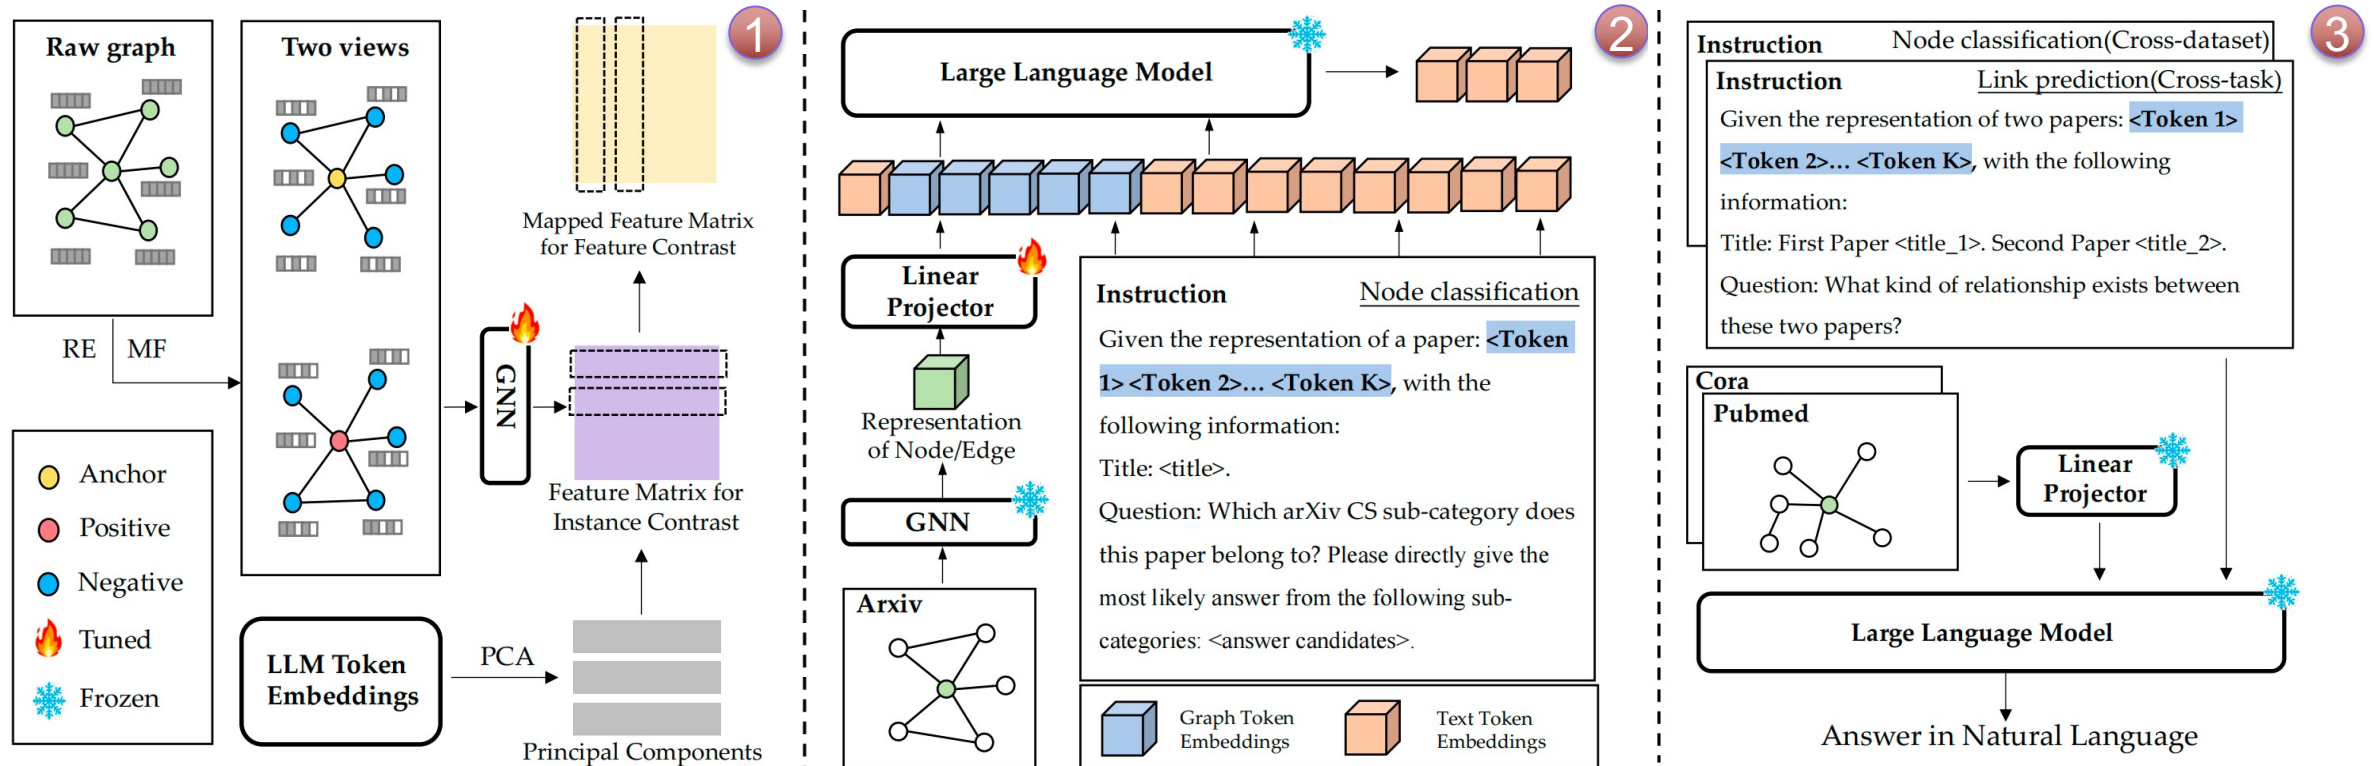 1
Raw graph
Two views
RE
MF
GNN
Mapped Feature Matrix
for Feature Contrast
Feature Matrix for
Instance Contrast
Anchor
Positive
Negative
Tuned
Frozen
LLM Token
Embeddings
PCA
Principal Components
2
Large Language Model
Linear
Projector
Representation
of Node/Edge
GNN
Arxiv
Instruction
Node classification
Given the representation of a paper: <Token
1> <Token 2>... <Token K>, with the
following information:
Title: <title>.
Question: Which arXiv CS sub-category does
this paper belong to? Please directly give the
most likely answer from the following sub-
categories: <answer candidates>.
Graph Token
Embeddings
Text Token
Embeddings
3
Instruction
Node classification(Cross-dataset)
Instruction
Link prediction(Cross-task)
Given the representation of two papers: <Token 1>
<Token 2>... <Token K>, with the following
information:
Title: First Paper <title_1>. Second Paper <title_2>.
Question: What kind of relationship exists between
these two papers?
Cora
Pubmed
Linear
Projector
Large Language Model
Answer in Natural Language